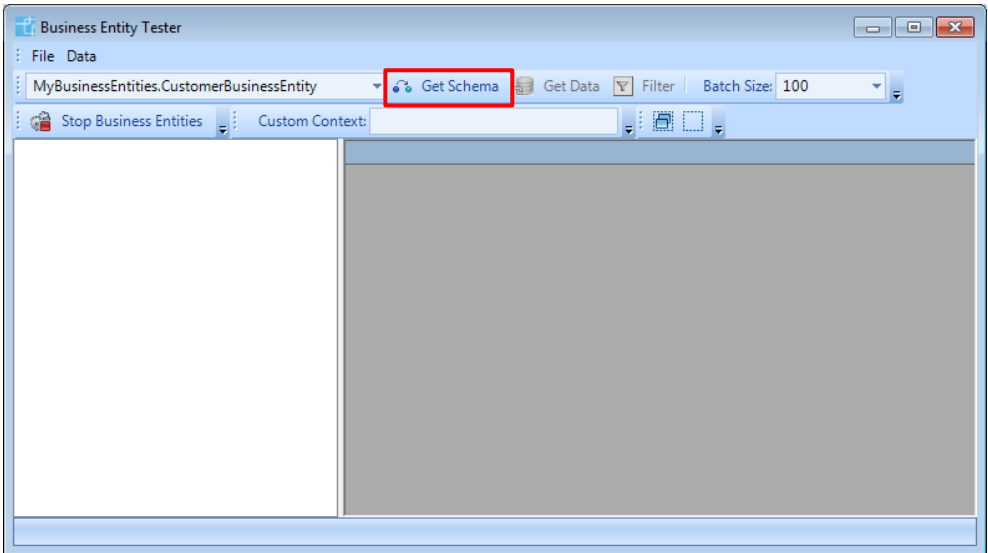 Business Entity Tester
File Data
MyBusinessEntities.CustomerBusinessEntity Get Schema Get Data Filter Batch Size: 100
Stop Business Entities Custom Context: